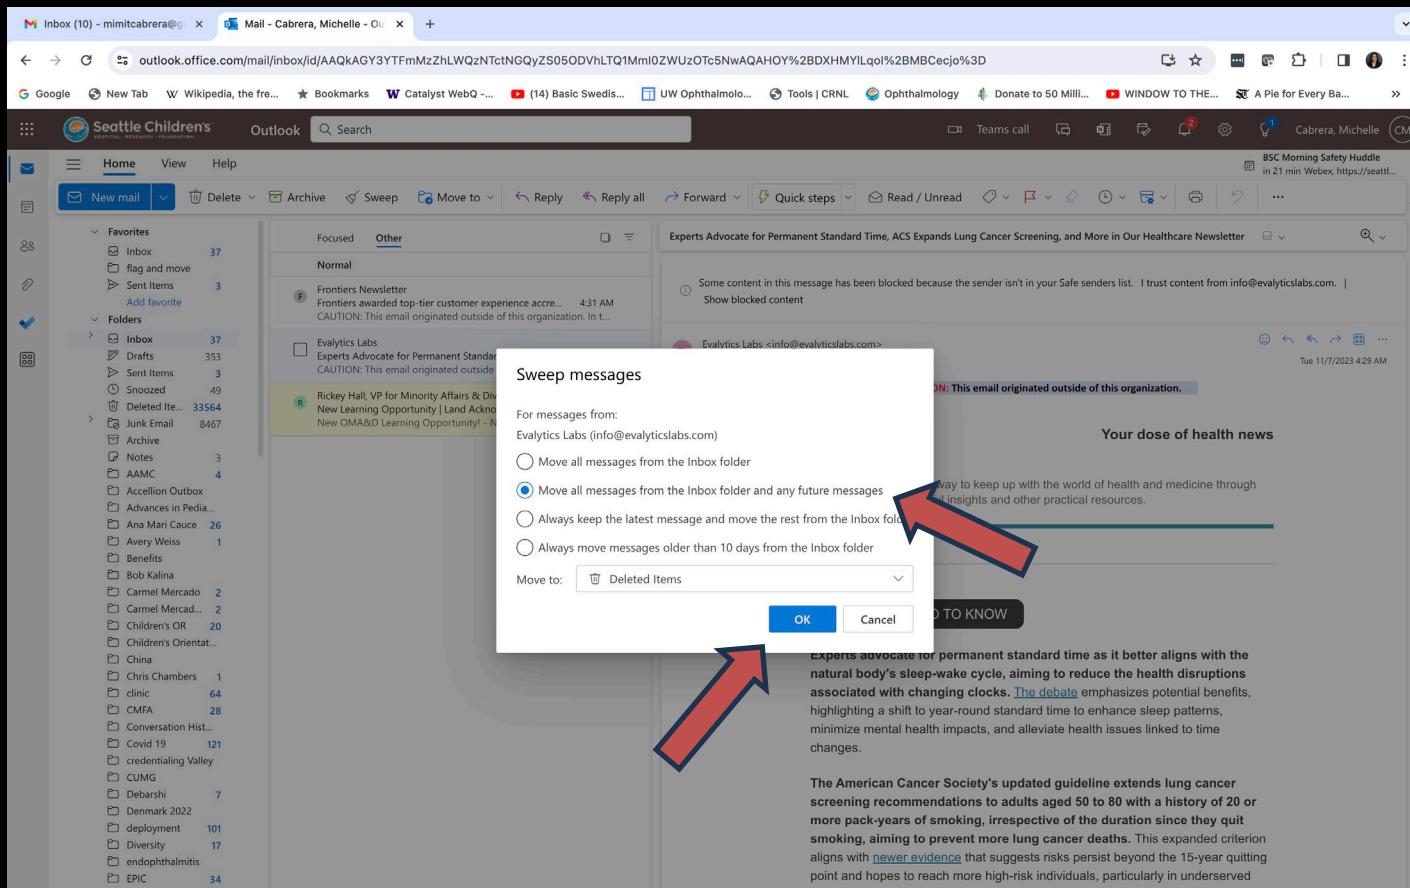 Inbox (10) - mimitcabrera@g
Mail - Cabrera, Michelle - Ou
outlook.office.com/mail/inbox/id/AAQkAGY3YTFmMzZhLWQzNTctNGQyZS05ODVhLTQ1MmI0ZWUzOTc5NwAQAHOY%2BDXHMYlLqoI%2BMBCecjo%3D
Google
New Tab
Wikipedia, the fre...
Bookmarks
Catalyst WebQ -...
(14) Basic Swedis...
UW Ophthalmolo...
Tools | CRNL
Ophthalmology
Donate to 50 Milli...
WINDOW TO THE...
A Pie for Every Ba...
Seattle Children's
HOSPITAL • RESEARCH • FOUNDATION
Outlook
Search
Teams call
2
1
Cabrera, Michelle
CM
Home View Help
BSC Morning Safety Huddle
in 21 min Webex; https://seattl...
New mail
Delete
Archive
Sweep
Move to
Reply
Reply all
Forward
Quick steps
Read / Unread
Favorites
Inbox 37
flag and move
Sent Items 3
Add favorite
Folders
Inbox 37
Drafts 353
Sent Items 3
Snoozed 49
Deleted Ite... 33564
Junk Email 8467
Archive
Notes 3
AAMC 4
Accellion Outbox
Advances in Pedia...
Ana Mari Cauce 26
Avery Weiss 1
Benefits
Bob Kalina
Carmel Mercado 2
Carmel Mercad... 2
Children's OR 20
Children's Orientat...
China
Chris Chambers 1
clinic 64
CMFA 28
Conversation Hist...
Covid 19 121
credentialing Valley
CUMG
Debarshi 7
Denmark 2022
deployment 101
Diversity 17
endophthalmitis
EPIC 34
Focused Other
Normal
F
Frontiers Newsletter
Frontiers awarded top-tier customer experience accre... 4:31 AM
CAUTION: This email originated outside of this organization. In t...
Evalytics Labs
Experts Advocate for Permanent Standar
CAUTION: This email originated outside
R
Rickey Hall, VP for Minority Affairs & Div
New Learning Opportunity | Land Ackno
New OMA&D Learning Opportunity! - N
Experts Advocate for Permanent Standard Time, ACS Expands Lung Cancer Screening, and More in Our Healthcare Newsletter
Some content in this message has been blocked because the sender isn't in your Safe senders list. I trust content from info@evalyticslabs.com. |
Show blocked content
Evalytics Labs <info@evalyticslabs.com>
Tue 11/7/2023 4:29 AM
ON: This email originated outside of this organization.
Your dose of health news
way to keep up with the world of health and medicine through
l insights and other practical resources.
D TO KNOW
Experts advocate for permanent standard time as it better aligns with the
natural body's sleep-wake cycle, aiming to reduce the health disruptions
associated with changing clocks. The debate emphasizes potential benefits,
highlighting a shift to year-round standard time to enhance sleep patterns,
minimize mental health impacts, and alleviate health issues linked to time
changes.
The American Cancer Society's updated guideline extends lung cancer
screening recommendations to adults aged 50 to 80 with a history of 20 or
more pack-years of smoking, irrespective of the duration since they quit
smoking, aiming to prevent more lung cancer deaths. This expanded criterion
aligns with newer evidence that suggests risks persist beyond the 15-year quitting
point and hopes to reach more high-risk individuals, particularly in underserved
Sweep messages
For messages from:
Evalytics Labs (info@evalyticslabs.com)
Move all messages from the Inbox folder
Move all messages from the Inbox folder and any future messages
Always keep the latest message and move the rest from the Inbox fol
Always move messages older than 10 days from the Inbox folder
Move to: Deleted Items
OK Cancel